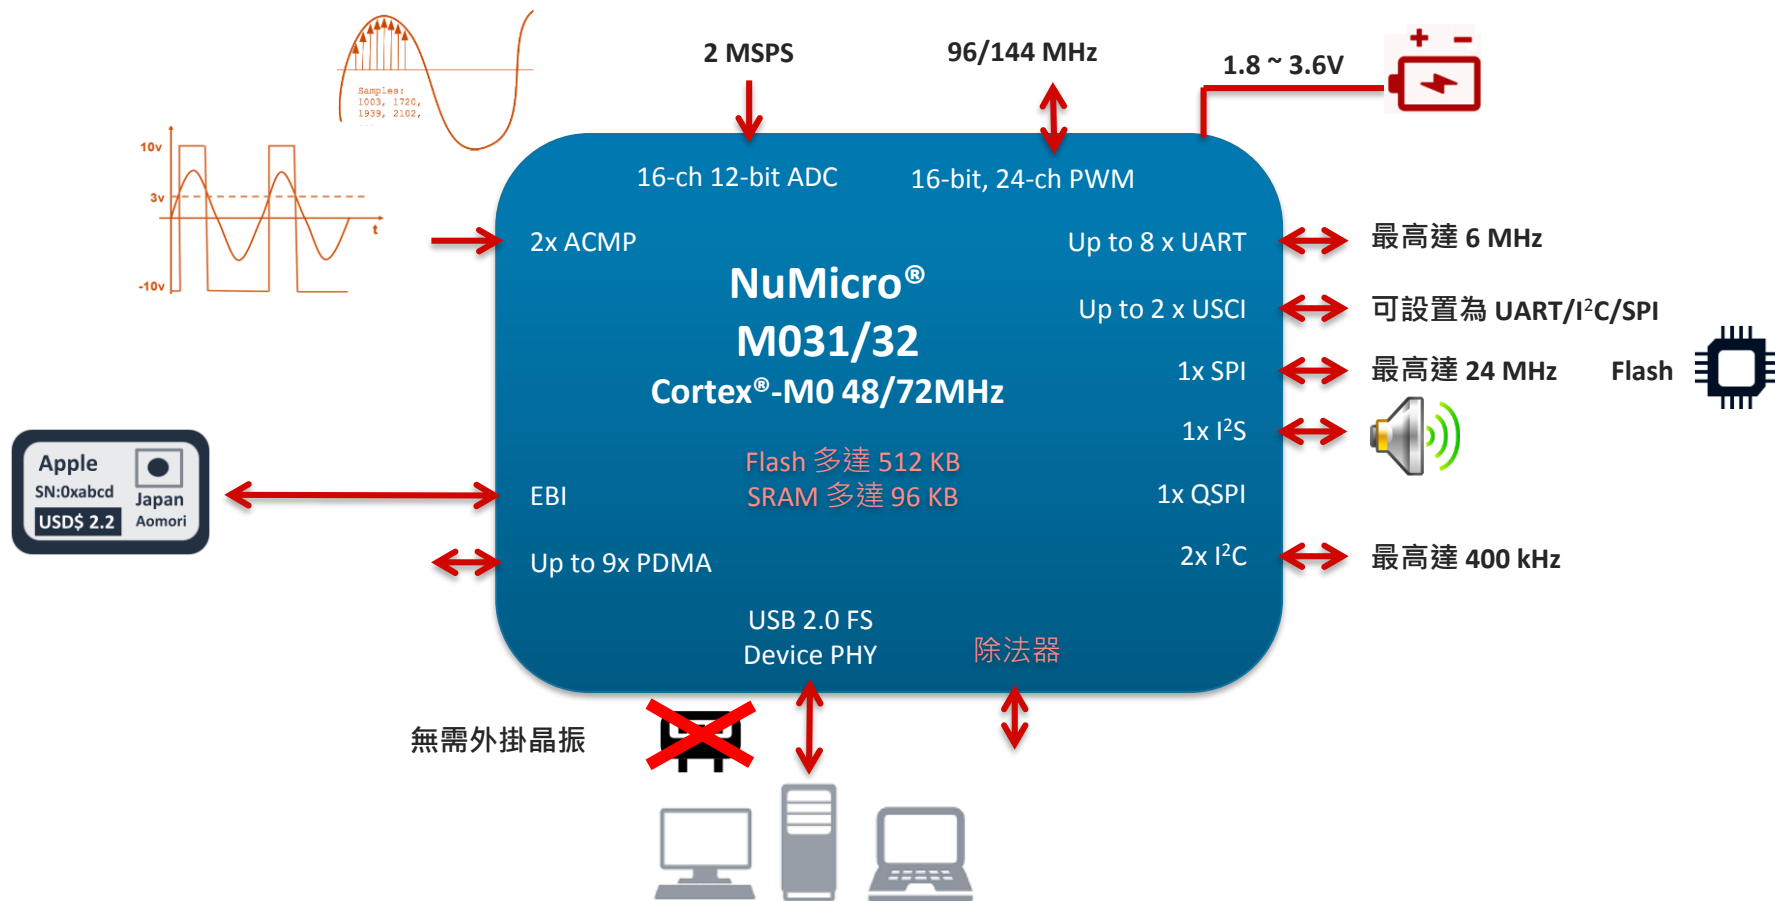 2 MSPS
96/144 MHz
1.8 ~ 3.6V
+ −
Samples:
1003, 1720,
1939, 2102,
10v
3v
t
-10v
16-ch 12-bit ADC
16-bit, 24-ch PWM
2x ACMP
Up to 8 x UART
最高達 6 MHz
NuMicro®
M031/32
Cortex®-M0 48/72MHz
Up to 2 x USCI
可設置為 UART/I²C/SPI
1x SPI
最高達 24 MHz
Flash
1x I²S
Flash 多達 512 KB
SRAM 多達 96 KB
1x QSPI
Apple
SN:0xabcd
USD$ 2.2
Japan
Aomori
EBI
Up to 9x PDMA
2x I²C
最高達 400 kHz
USB 2.0 FS
Device PHY
除法器
無需外掛晶振